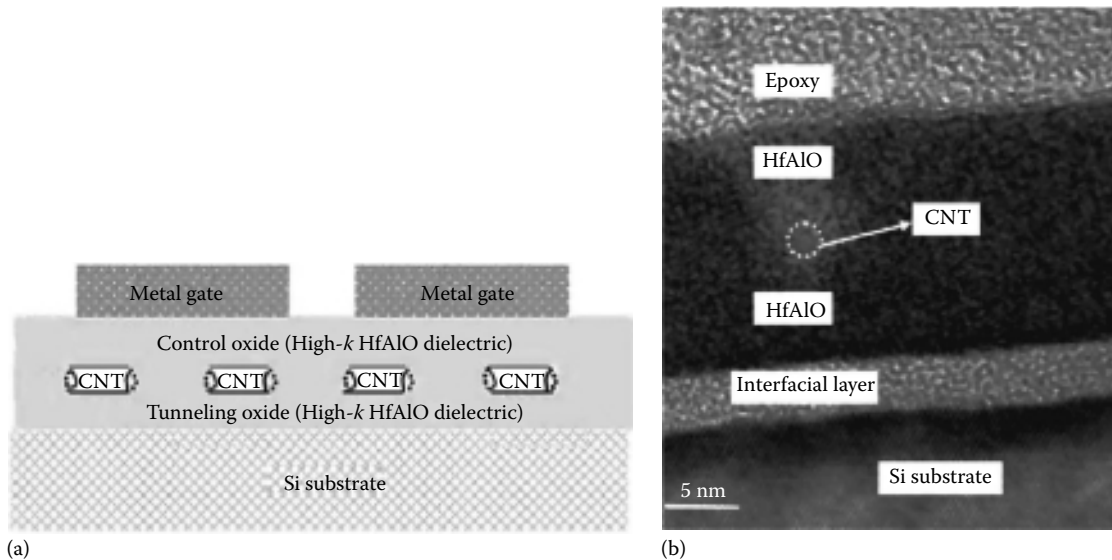 Metal gate
Metal gate
Control oxide (High-k HfAlO dielectric)
CNT
CNT
CNT
CNT
Tunneling oxide (High-k HfAlO dielectric)
Si substrate
(a)
Epoxy
HfAlO
CNT
HfAlO
Interfacial layer
Si substrate
5 nm
(b)